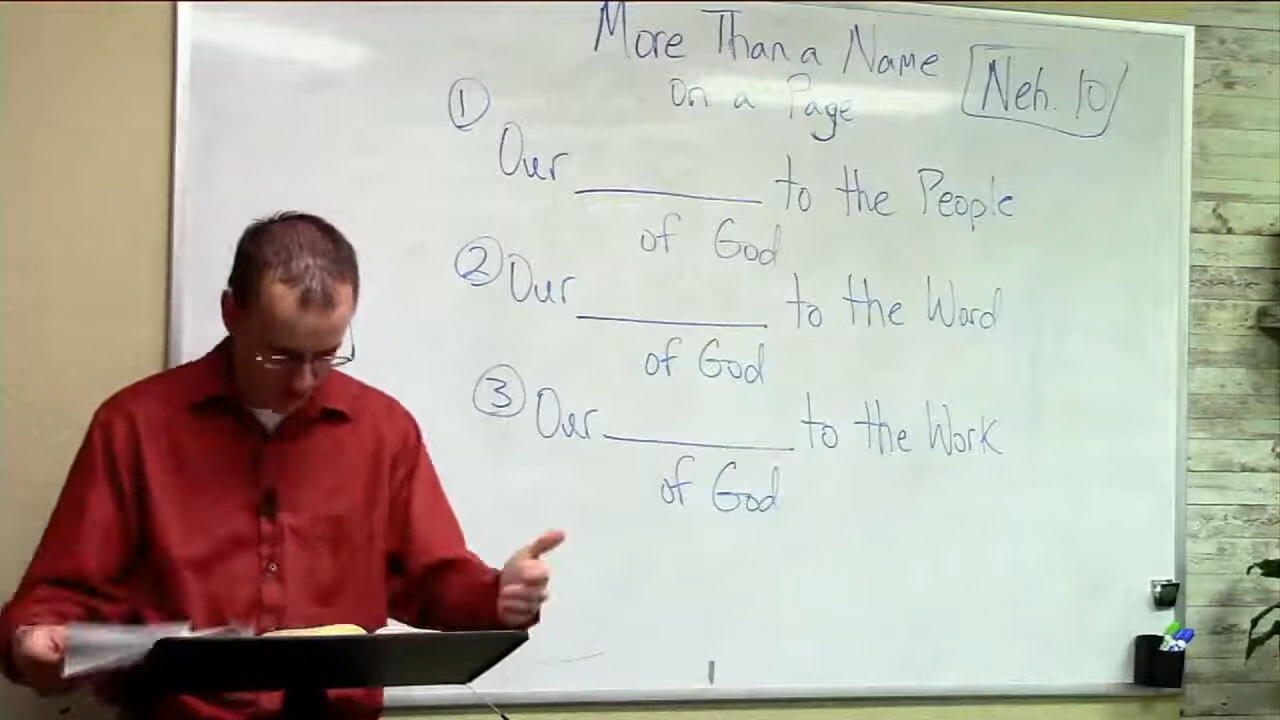 More Than a Name
on a Page
Neh. 10
① Our ________ to the People
of God
② Our ________ to the Word
of God
③ Our ________ to the Work
of God